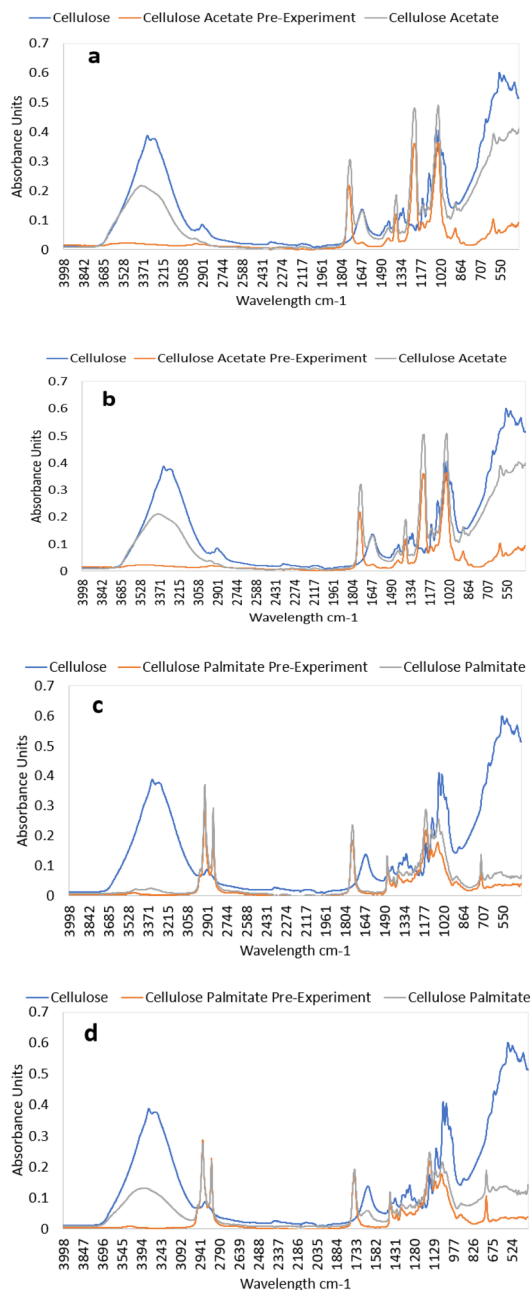 Cellulose Cellulose Acetate Pre-Experiment Cellulose Acetate
a
Absorbance Units
0.7
0.6
0.5
0.4
0.3
0.2
0.1
0
3998 3842 3685 3528 3371 3215 3058 2901 2744 2588 2431 2274 2117 1961 1804 1647 1490 1334 1177 1020 864 707 550
Wavelength cm-1
Cellulose Cellulose Acetate Pre-Experiment Cellulose Acetate
b
Absorbance Units
0.7
0.6
0.5
0.4
0.3
0.2
0.1
0
3998 3842 3685 3528 3371 3215 3058 2901 2744 2588 2431 2274 2117 1961 1804 1647 1490 1334 1177 1020 864 707 550
Wavelength cm-1
Cellulose Cellulose Palmitate Pre-Experiment Cellulose Palmitate
c
Absorbance Units
0.7
0.6
0.5
0.4
0.3
0.2
0.1
0
3998 3842 3685 3528 3371 3215 3058 2901 2744 2588 2431 2274 2117 1961 1804 1647 1490 1334 1177 1020 864 707 550
Wavelength cm-1
Cellulose Cellulose Palmitate Pre-Experiment Cellulose Palmitate
d
Absorbance Units
0.7
0.6
0.5
0.4
0.3
0.2
0.1
0
3998 3847 3696 3545 3394 3243 3092 2941 2790 2639 2488 2337 2186 2035 1884 1733 1582 1431 1280 1129 977 826 675 524
Wavelength cm-1